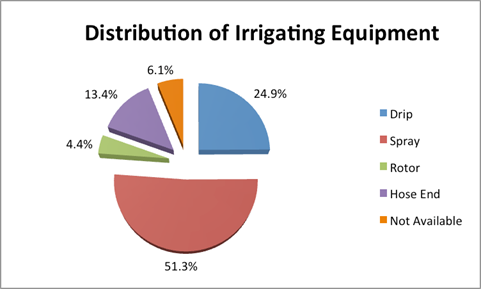 Distribution of Irrigating Equipment
6.1%
24.9%
13.4%
4.4%
51.3%
Drip
Spray
Rotor
Hose End
Not Available